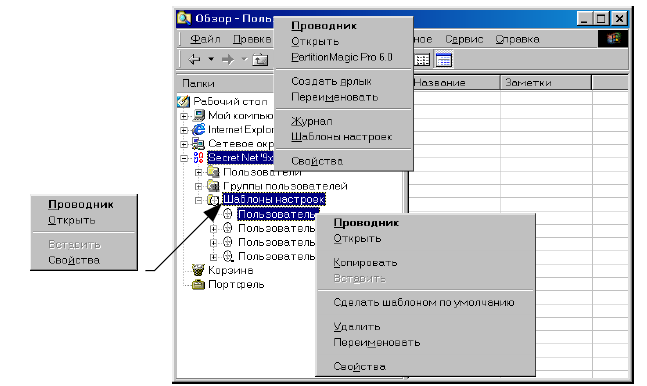 Обзор - Поль
Файл Правка ное Сервис Справка
Проводник
Открыть
PartitionMagic Pro 6.0
Создать ярлык
Переименовать
Журнал
Шаблоны настроек
Свойства
Папки
Название Заметки
Рабочий стол
Мой компью
Internet Explor
Сетевое окр
Secret Net '9x
Пользователи
Группы пользователей
Шаблоны настроек
Пользователь
Пользователь
Пользователь
Пользователь
Корзина
Портфель
Проводник
Открыть
Вставить
Свойства
Проводник
Открыть
Копировать
Вставить
Сделать шаблоном по умолчанию
Удалить
Переименовать
Свойства